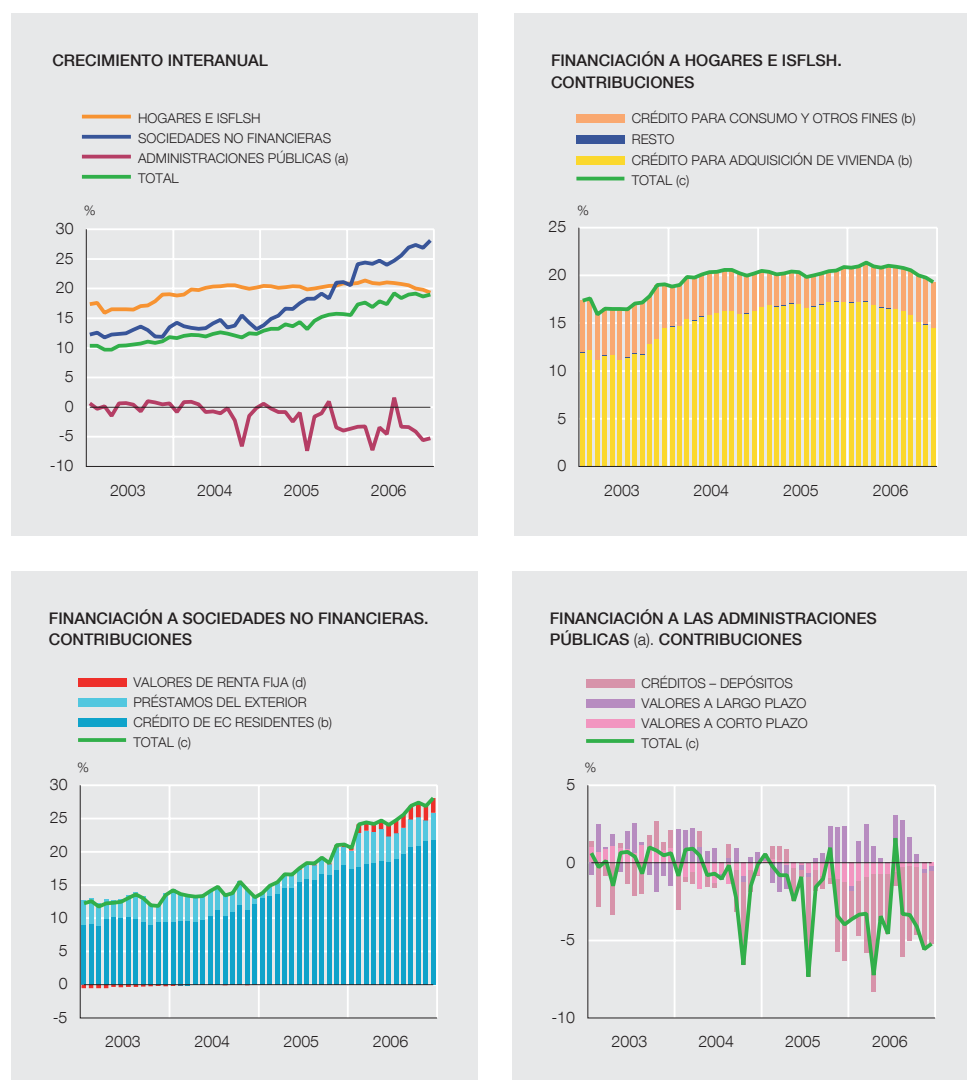 CRECIMIENTO INTERANUAL
HOGARES E ISFLSH
SOCIEDADES NO FINANCIERAS
ADMINISTRACIONES PÚBLICAS (a)
TOTAL
%
30
25
20
15
10
5
0
-5
-10
2003 2004 2005 2006
FINANCIACIÓN A HOGARES E ISFLSH.
CONTRIBUCIONES
CRÉDITO PARA CONSUMO Y OTROS FINES (b)
RESTO
CRÉDITO PARA ADQUISICIÓN DE VIVIENDA (b)
TOTAL (c)
%
25
20
15
10
5
0
2003 2004 2005 2006
FINANCIACIÓN A SOCIEDADES NO FINANCIERAS.
CONTRIBUCIONES
VALORES DE RENTA FIJA (d)
PRÉSTAMOS DEL EXTERIOR
CRÉDITO DE EC RESIDENTES (b)
TOTAL (c)
%
30
25
20
15
10
5
0
-5
2003 2004 2005 2006
FINANCIACIÓN A LAS ADMINISTRACIONES
PÚBLICAS (a). CONTRIBUCIONES
CRÉDITOS – DEPÓSITOS
VALORES A LARGO PLAZO
VALORES A CORTO PLAZO
TOTAL (c)
%
5
0
-5
-10
2003 2004 2005 2006